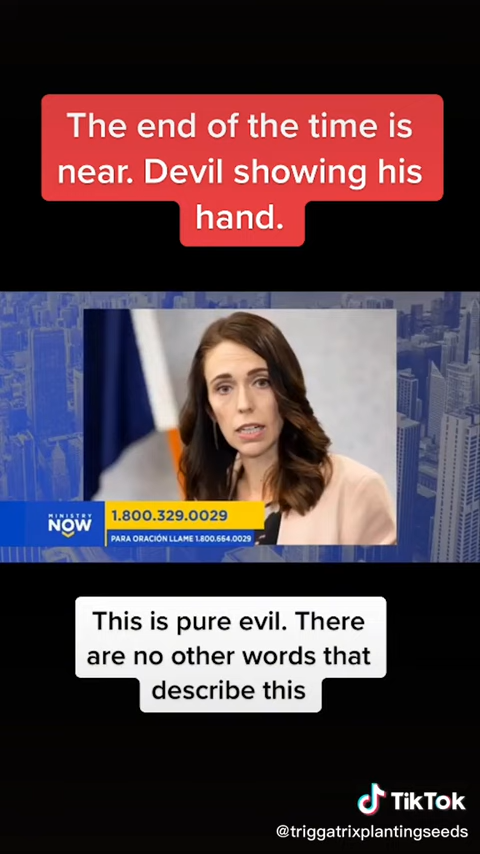 The end of the time is
near. Devil showing his
hand.
MINISTRY
NOW
1.800.329.0029
PARA ORACIÓN LLAME 1.800.664.0029
This is pure evil. There
are no other words that
describe this
TikTok
@triggatrixplantingseeds